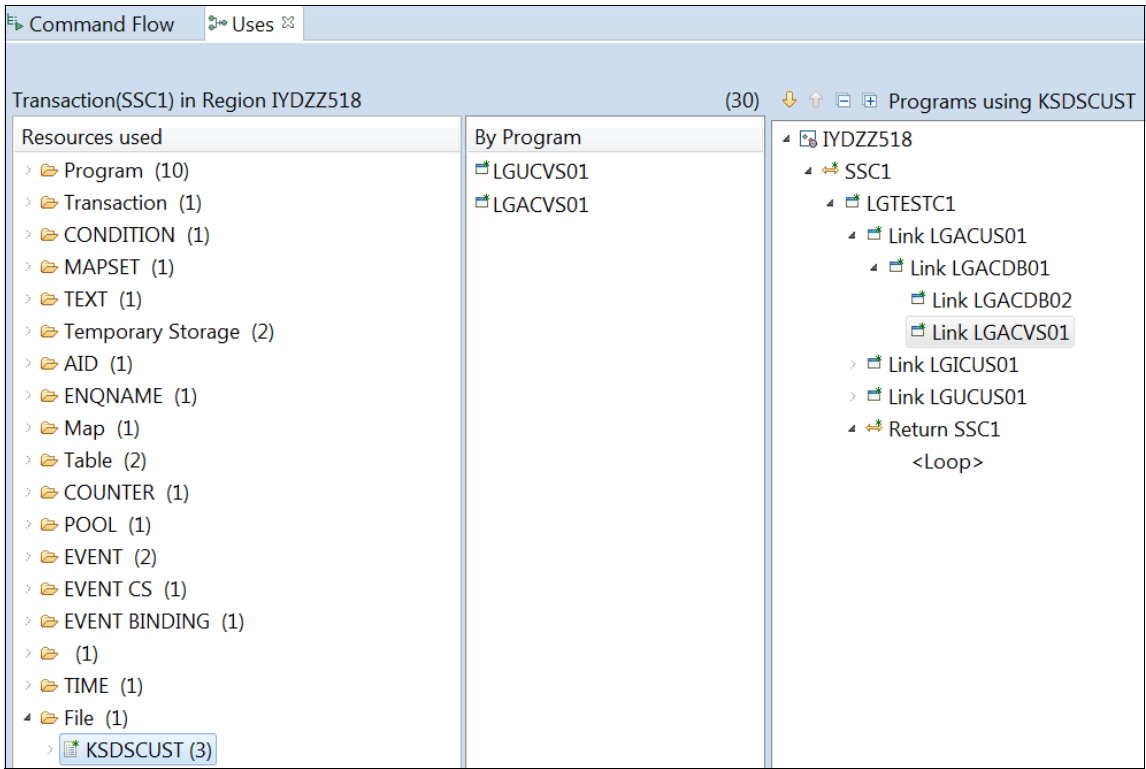 Command Flow
Uses
Transaction(SSC1) in Region IYDZZ518
(30)
Programs using KSDSCUST
Resources used
Program (10)
Transaction (1)
CONDITION (1)
MAPSET (1)
TEXT (1)
Temporary Storage (2)
AID (1)
ENQNAME (1)
Map (1)
Table (2)
COUNTER (1)
POOL (1)
EVENT (2)
EVENT CS (1)
EVENT BINDING (1)
(1)
TIME (1)
File (1)
KSDSCUST (3)
By Program
LGUCVS01
LGACVS01
IYDZZ518
SSC1
LGTESTC1
Link LGACUS01
Link LGACDB01
Link LGACDB02
Link LGACVS01
Link LGICUS01
Link LGUCUS01
Return SSC1
<Loop>